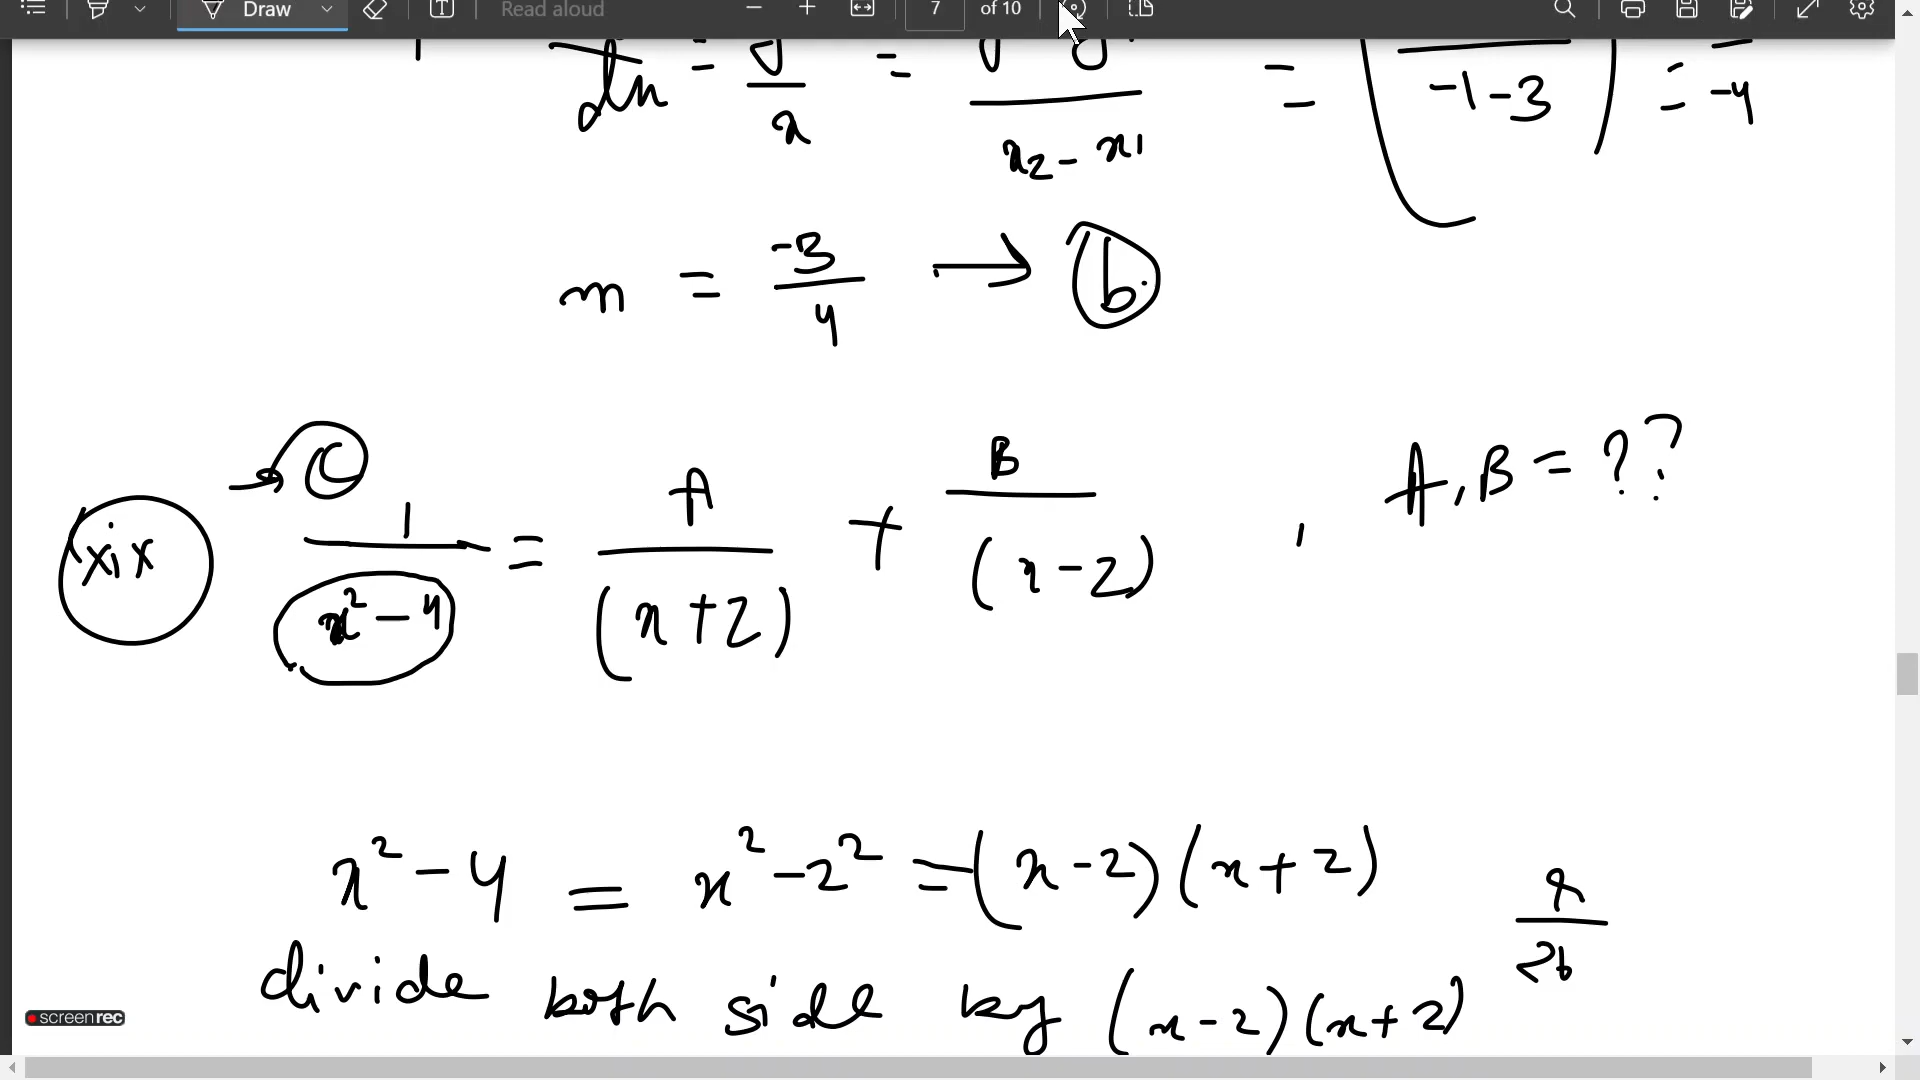 Draw Read aloud 7 of 10
dn = x = x2 - x1 = -1-3 = -4
m = -3/4 → b.
→ C
xix 1/(x²-4) = A/(x+2) + B/(x-2) , A, B = ??
x² - 4 = x² - 2² = (x-2)(x+2)
divide both side by (x-2)(x+2)
screenrec